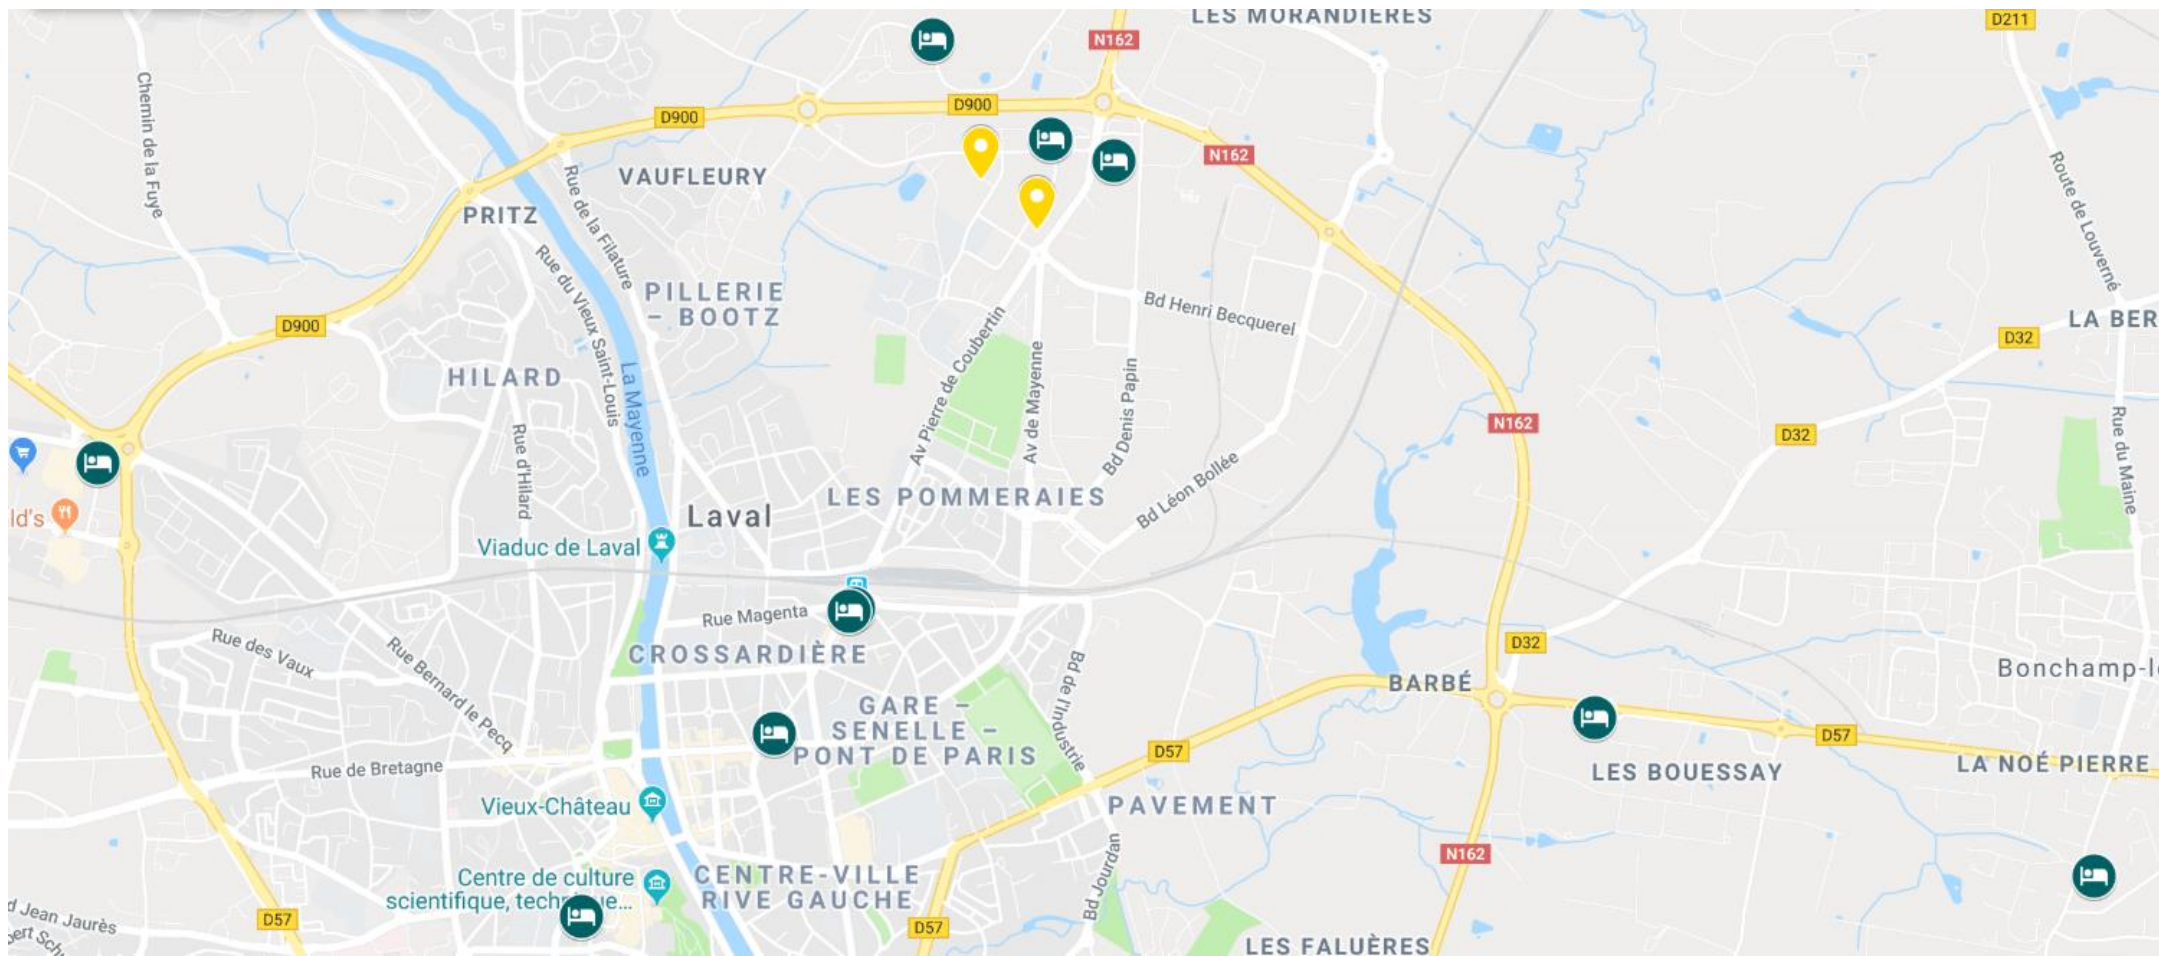 LES MORANDIÈRES
D211
N162
D900
D900
Chemin de la Fuye
N162
VAUFLEURY
Rue de la Filature
Route de Louverné
PRITZ
Rue du Vieux Saint-Louis
PILLERIE
– BOOTZ
Bd Henri Becquerel
LA BER
D900
D32
La Mayenne
Av Pierre de Coubertin
Av de Mayenne
Bd Denis Papin
HILARD
N162
D32
Rue du Maine
Rue d'Hilard
LES POMMERAIES
Bd Léon Bollée
ld's
Laval
Viaduc de Laval
Rue Magenta
Rue des Vaux
Rue Bernard le Pecq
CROSSARDIÈRE
D32
Bonchamp-l
BARBÉ
Bd de l'Industrie
GARE –
SENELLE –
PONT DE PARIS
D57
D57
Rue de Bretagne
LES BOUESSAY
LA NOÉ PIERRE
Vieux-Château
PAVEMENT
N162
Centre de culture
scientifique, tech
e...
CENTRE-VILLE
RIVE GAUCHE
Bd Jourdan
d Jean Jaurès
D57
D57
LES FALUÈRES